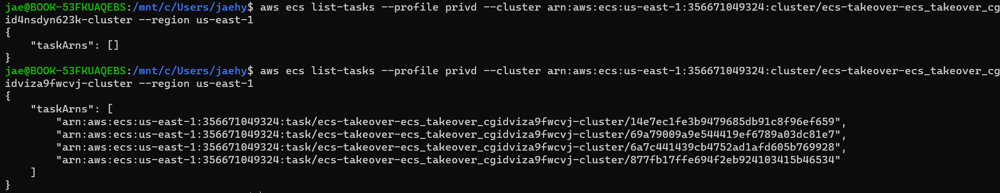 jae@BOOK-53FKUAQEBS:/mnt/c/Users/jaehy$ aws ecs list-tasks --profile privd --cluster arn:aws:ecs:us-east-1:356671049324:cluster/ecs-takeover-ecs_takeover_cg
id4nsdyn623k-cluster --region us-east-1
{
    "taskArns": []
}
jae@BOOK-53FKUAQEBS:/mnt/c/Users/jaehy$ aws ecs list-tasks --profile privd --cluster arn:aws:ecs:us-east-1:356671049324:cluster/ecs-takeover-ecs_takeover_cg
idviza9fwcvj-cluster --region us-east-1
{
    "taskArns": [
        "arn:aws:ecs:us-east-1:356671049324:task/ecs-takeover-ecs_takeover_cgidviza9fwcvj-cluster/14e7ec1fe3b9479685db91c8f96ef659",
        "arn:aws:ecs:us-east-1:356671049324:task/ecs-takeover-ecs_takeover_cgidviza9fwcvj-cluster/69a79009a9e544419ef6789a03dc81e7",
        "arn:aws:ecs:us-east-1:356671049324:task/ecs-takeover-ecs_takeover_cgidviza9fwcvj-cluster/6a7c441439cb4752ad1afd605b769928",
        "arn:aws:ecs:us-east-1:356671049324:task/ecs-takeover-ecs_takeover_cgidviza9fwcvj-cluster/877fb17ffe694f2eb924103415b46534"
    ]
}